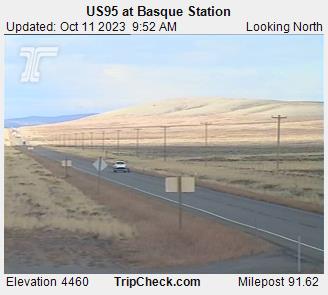 US95 at Basque Station
Updated: Oct 11 2023 9:52 AM Looking North
Elevation 4460 TripCheck.com Milepost 91.62